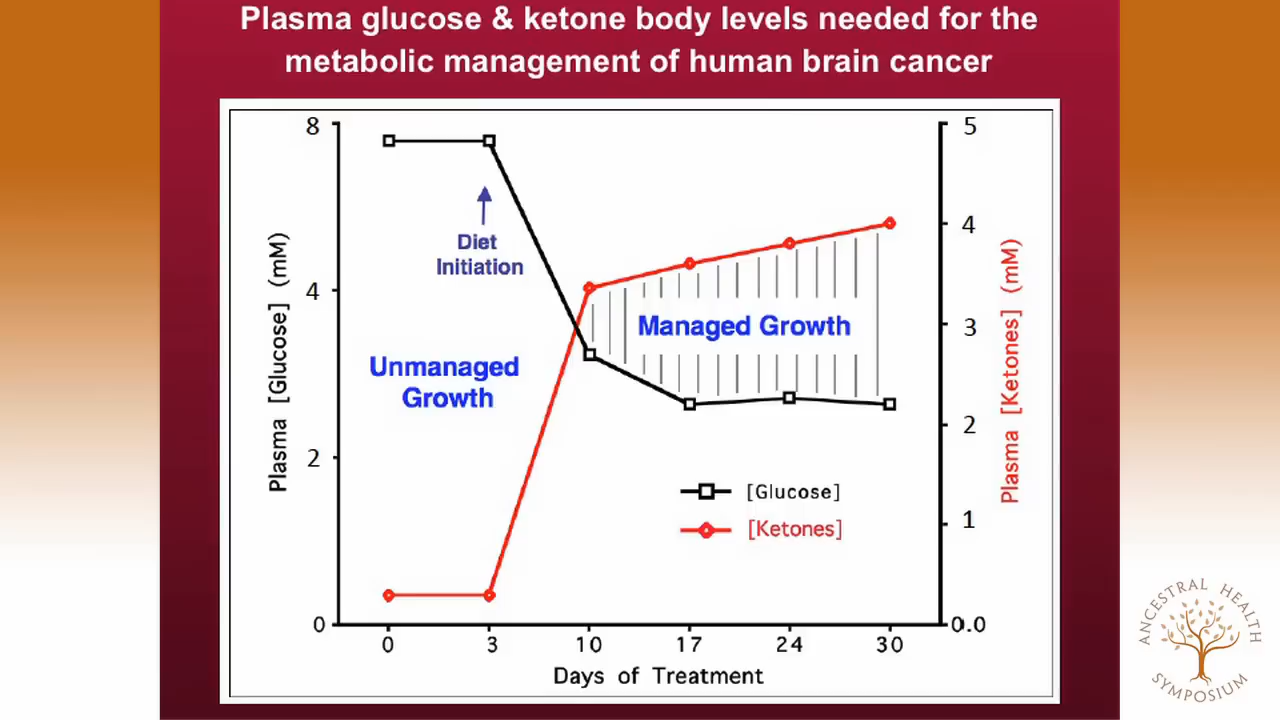 Plasma glucose & ketone body levels needed for the
metabolic management of human brain cancer
8
4
2
0
Plasma [Glucose] (mM)
5
4
3
2
1
0.0
Plasma [Ketones] (mM)
Diet
Initiation
Unmanaged
Growth
Managed Growth
[Glucose]
[Ketones]
0 3 10 17 24 30
Days of Treatment
ANCESTRAL HEALTH
SYMPOSIUM